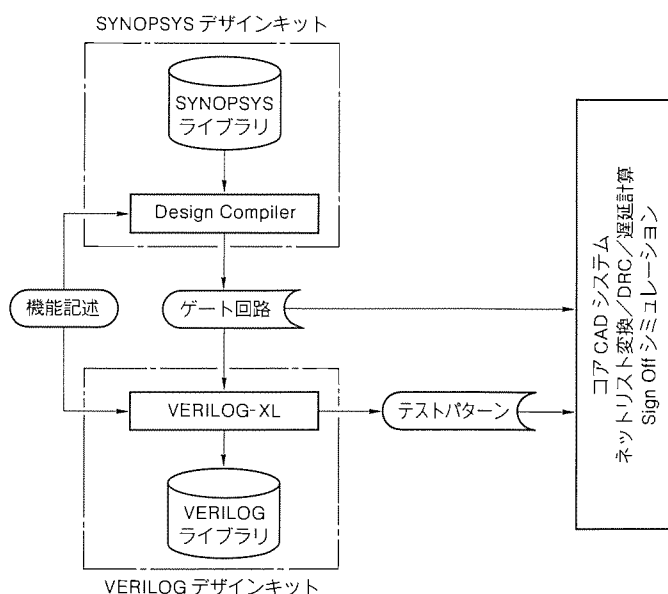 SYNOPSYS デザインキット
SYNOPSYS
ライブラリ
Design Compiler
機能記述
ゲート回路
VERILOG-XL
テストパターン
VERILOG
ライブラリ
VERILOG デザインキット
コア CAD システム
ネットリスト変換／DRC／遅延計算
Sign Off シミュレーション